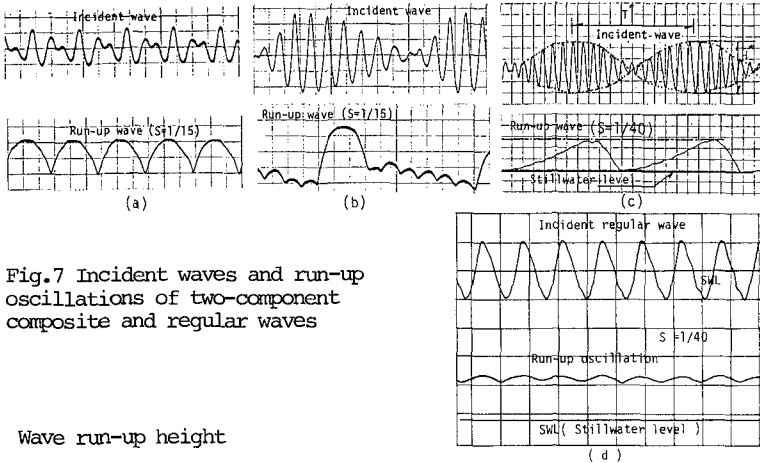 Incident wave
Run-up wave (S=1/15)
(a)
Incident wave
Run-up wave (S=1/15)
(b)
T
Incident wave
Run-up wave (S=1/40)
Stillwater level
(c)
Incident regular wave
SWL
S =1/40
Run-up oscillation
SWL( Stillwater level )
( d )
Fig.7 Incident waves and run-up
oscillations of two-component
composite and regular waves
Wave run-up height